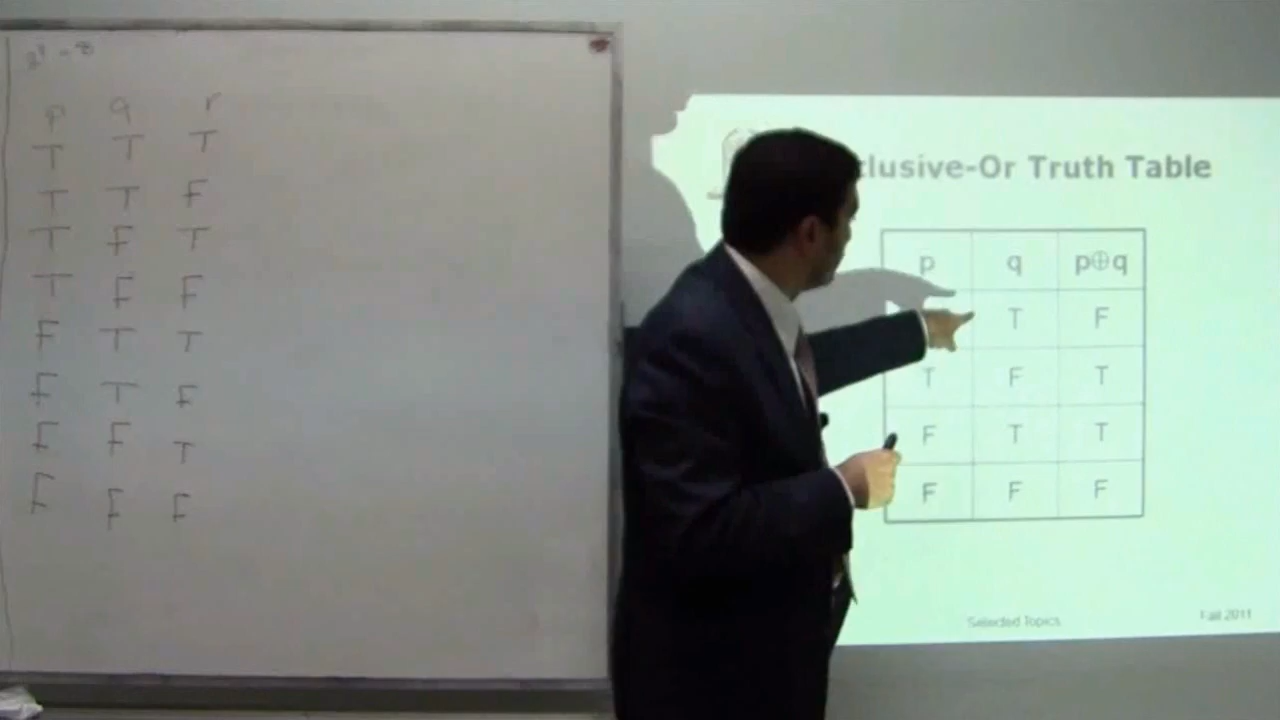 2³ = 8
p q r
T T T
T T F
T F T
T F F
F T T
F T F
F F T
F F F
clusive-Or Truth Table
p q p⊕q
T F
T F T
F T T
F F F
Selected Topics Fall 2011